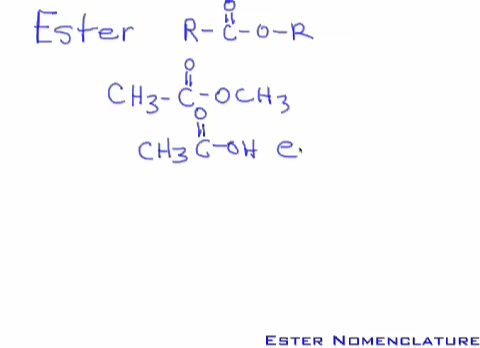 Ester R-C-O-R
O
||
CH3-C-OCH3
O
||
O
||
CH3C-OH e.
ESTER NOMENCLATURE